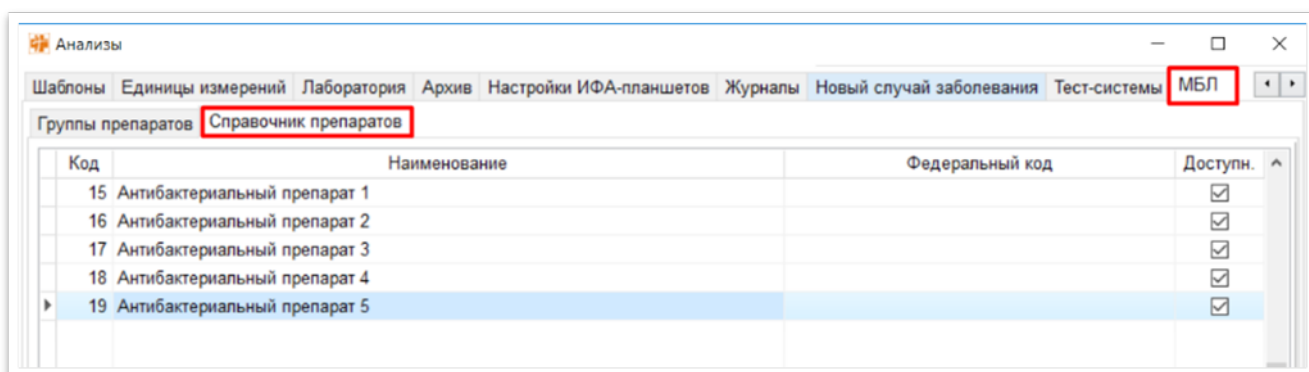 Анализы
Шаблоны Единицы измерений Лаборатория Архив Настройки ИФА-планшетов Журналы Новый случай заболевания Тест-системы МБЛ
Группы препаратов Справочник препаратов
Код Наименование Федеральный код Доступн.
15 Антибактериальный препарат 1
16 Антибактериальный препарат 2
17 Антибактериальный препарат 3
18 Антибактериальный препарат 4
19 Антибактериальный препарат 5